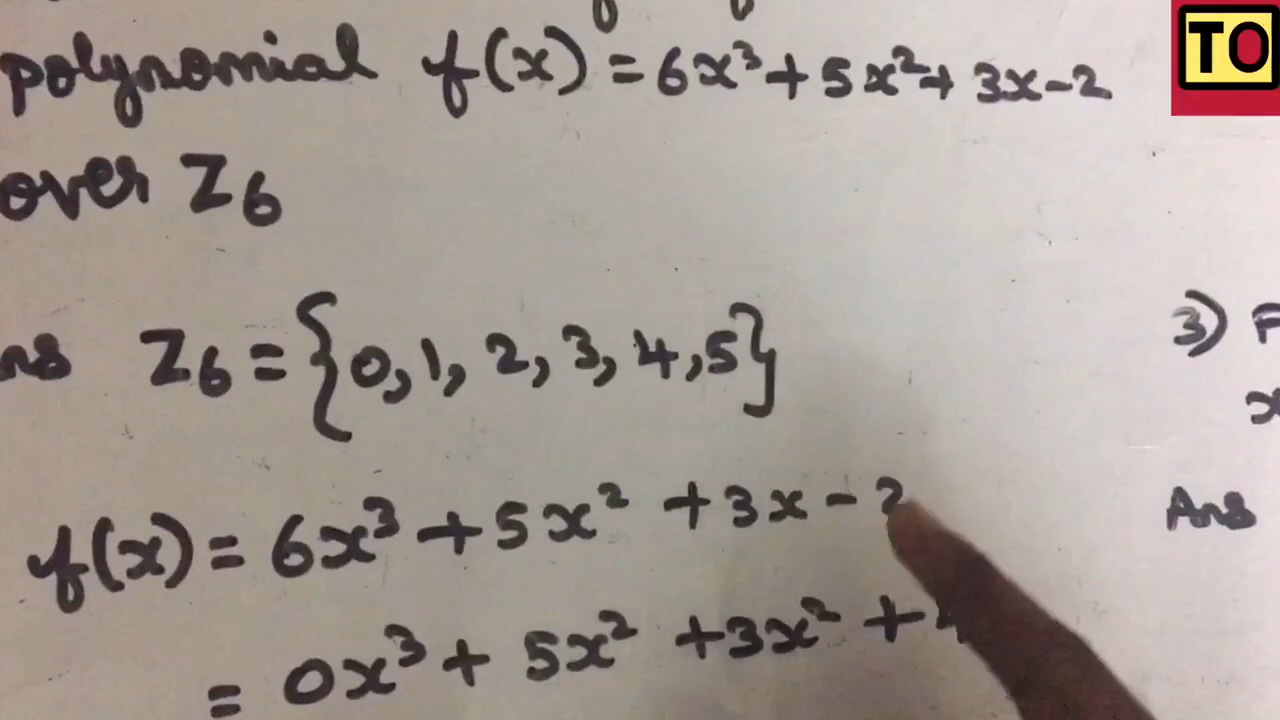 TO
polynomial f(x) = 6x³ + 5x² + 3x - 2
over Z₆
Z₆ = {0, 1, 2, 3, 4, 5}
3)
f(x) = 6x³ + 5x² + 3x - 2
Ans
= 0x³ + 5x² + 3x² +